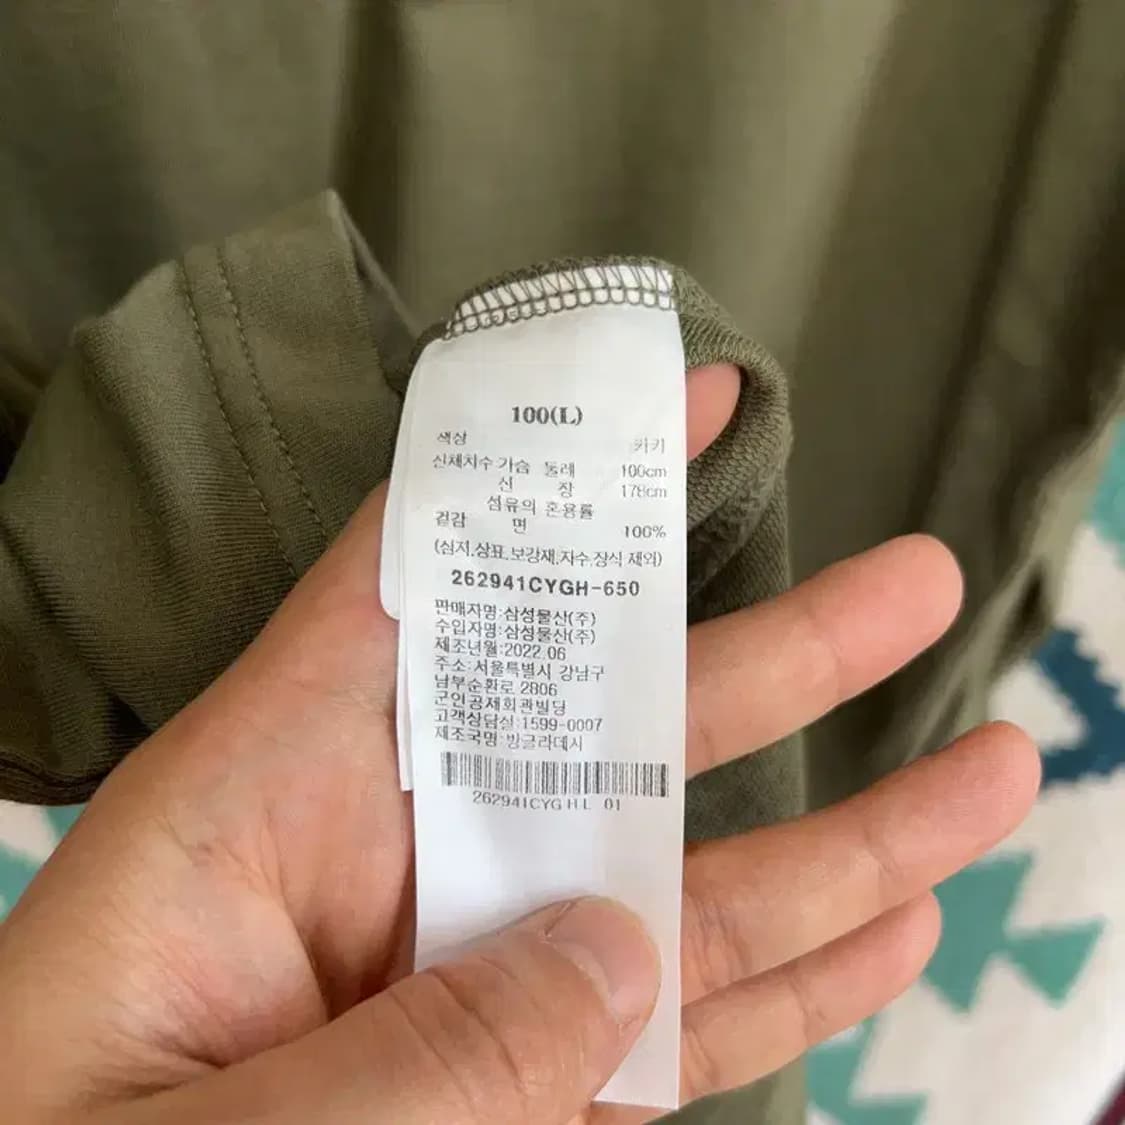 100(L)
색상 카키
신체치수 가슴 둘레 100cm
신 장 178cm
섬유의 혼용률
겉감 면 100%
(심지,상표,보강재,자수,장식 제외)
262941CYGH-650
판매자명:삼성물산(주)
수입자명:삼성물산(주)
제조년월:2022.06
주소:서울특별시 강남구
남부순환로 2806
군인공제회관빌딩
고객상담실:1599-0007
제조국명:방글라데시
262941CYG H L 01